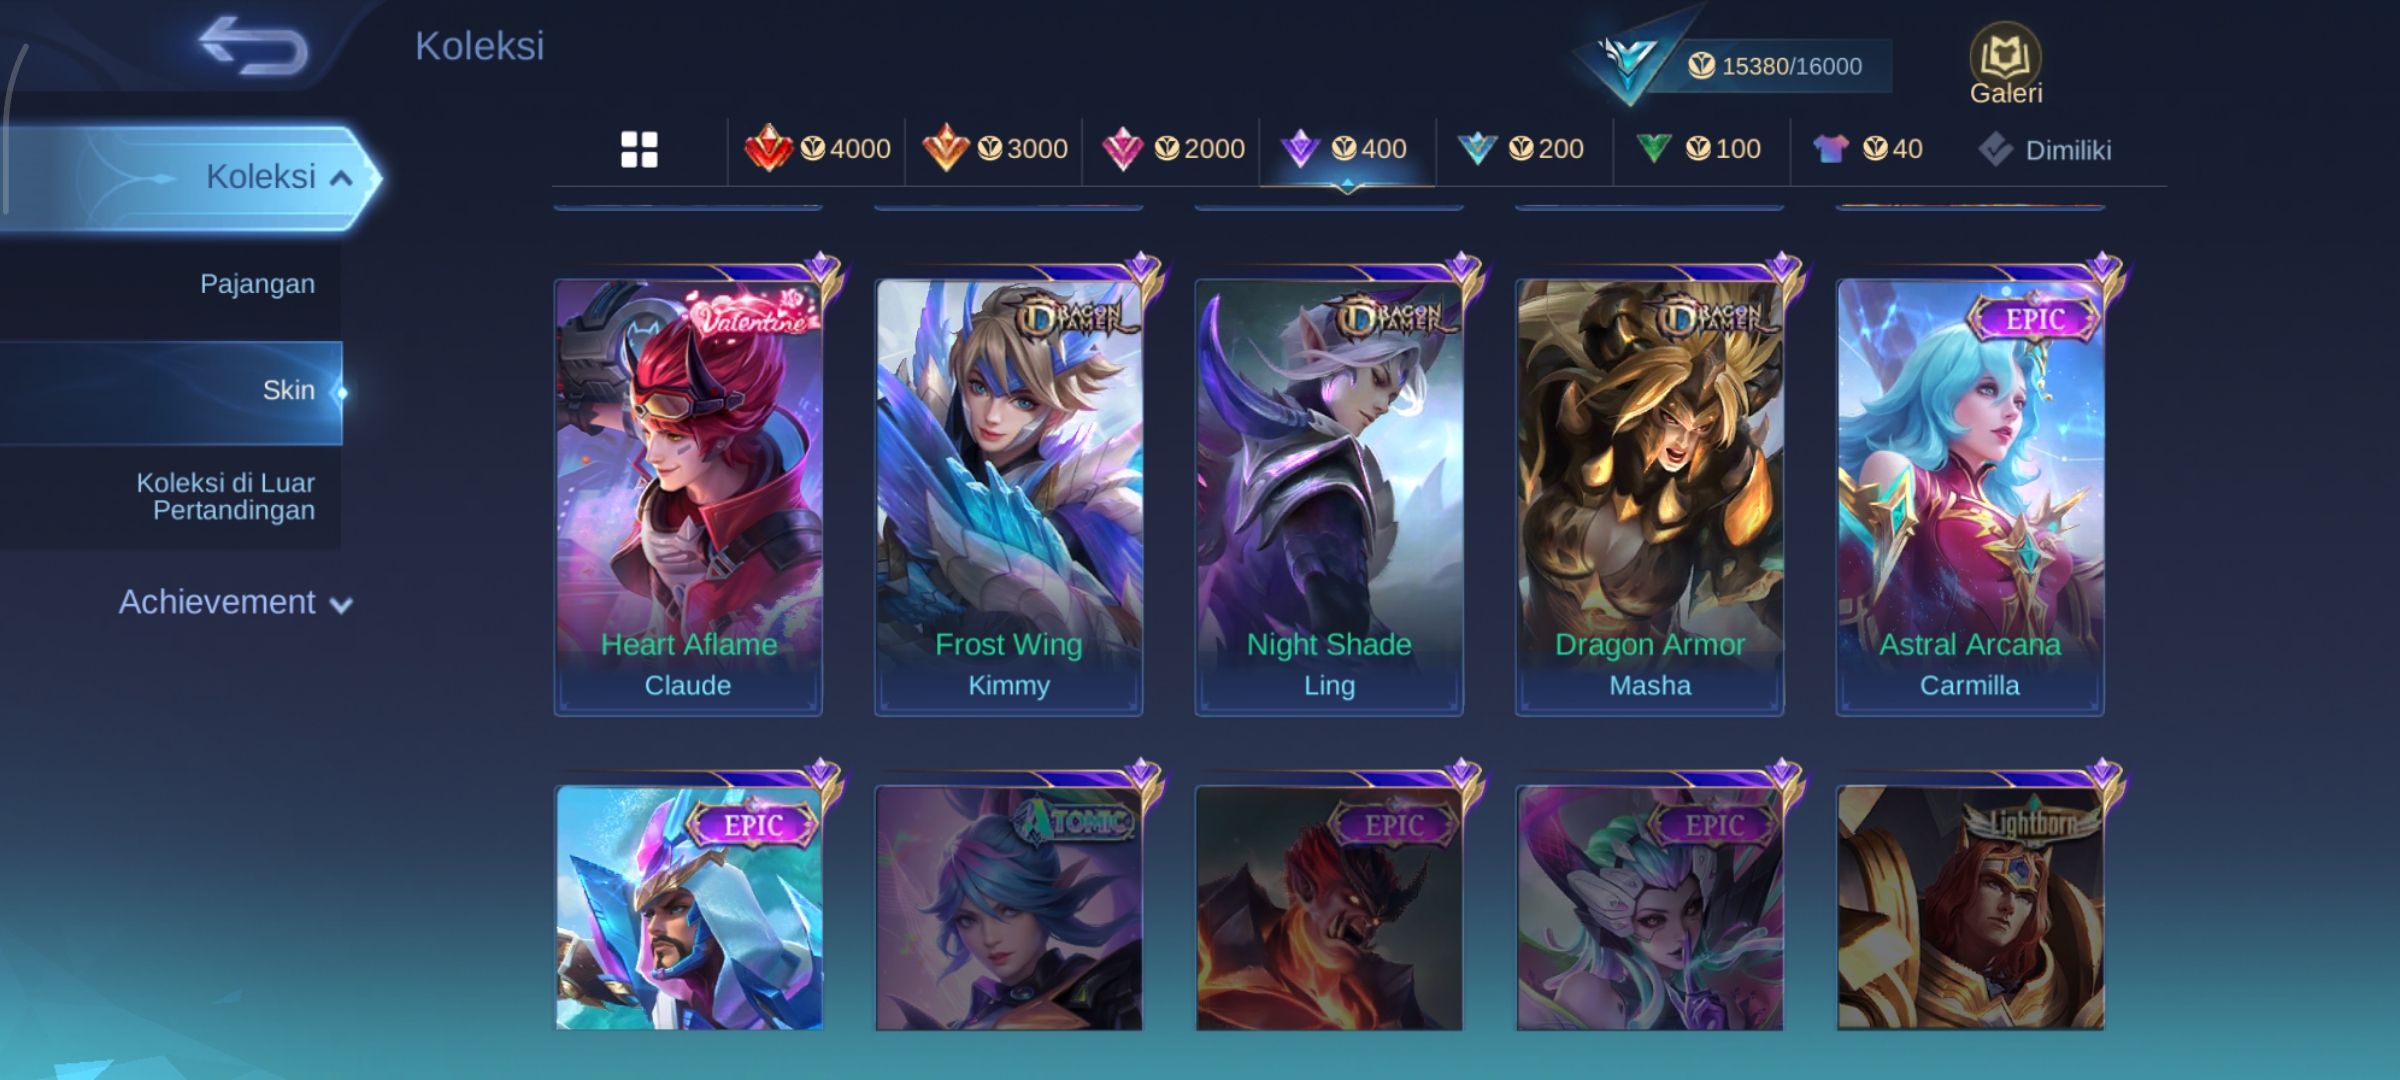 Koleksi
15380/16000
Galeri
4000
3000
2000
400
200
100
40
Dimiliki
Koleksi
Pajangan
Skin
Koleksi di Luar
Pertandingan
Achievement
Valentine
Heart Aflame
Claude
DRAGON
TAMER
Frost Wing
Kimmy
DRAGON
TAMER
Night Shade
Ling
DRAGON
TAMER
Dragon Armor
Masha
EPIC
Astral Arcana
Carmilla
EPIC
ATOMIC
EPIC
EPIC
Lightborn